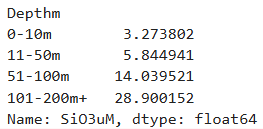 Depthm
0-10m 3.273802
11-50m 5.844941
51-100m 14.039521
101-200m+ 28.900152
Name: SiO3uM, dtype: float64